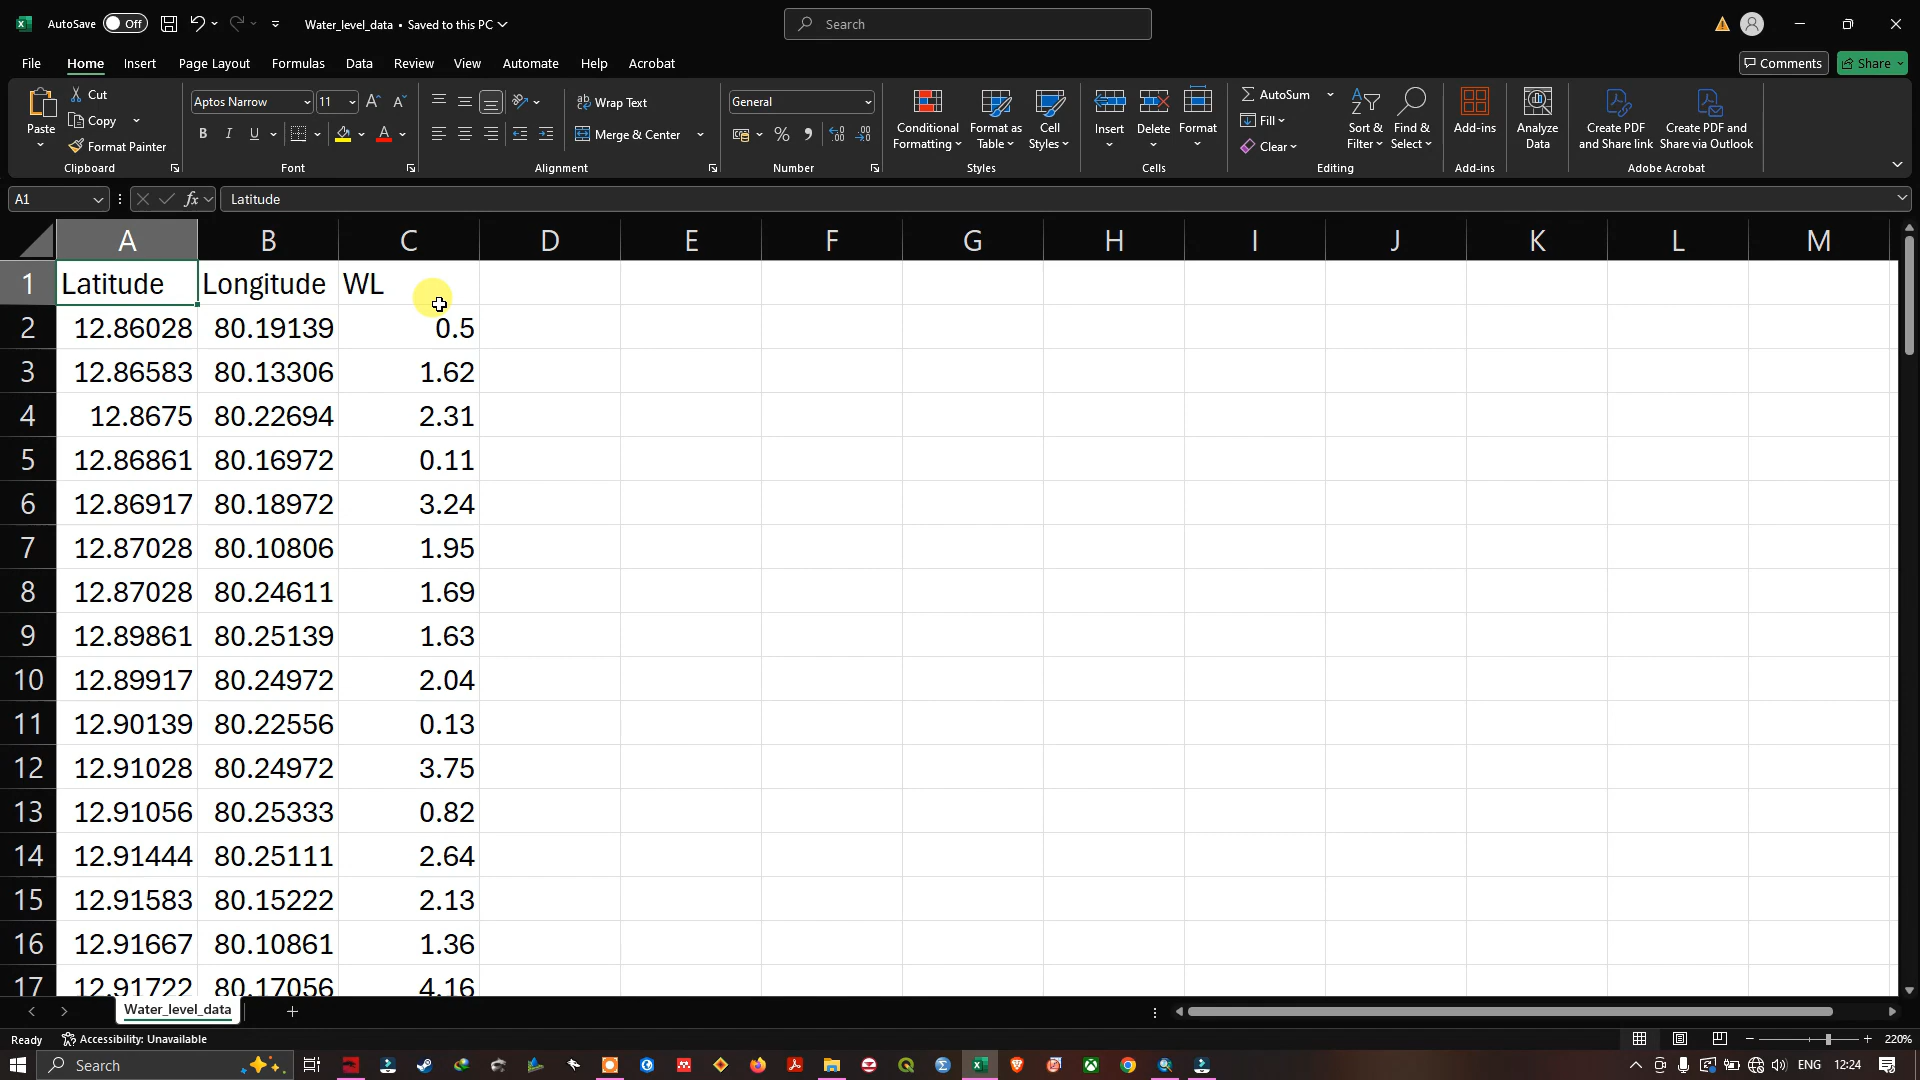 AutoSave Off Water_level_data • Saved to this PC Search
File Home Insert Page Layout Formulas Data Review View Automate Help Acrobat Comments Share
Paste Cut Copy Format Painter Clipboard
Aptos Narrow 11 B I U A Font
ab Wrap Text Merge & Center Alignment
General % , Number
Conditional Formatting Format as Table Cell Styles Styles
Insert Delete Format Cells
AutoSum Fill Clear Sort & Filter Find & Select Editing
Add-ins Add-ins
Analyze Data
Create PDF and Share link Create PDF and Share via Outlook Adobe Acrobat
A1 fx Latitude
A B C D E F G H I J K L M
1 Latitude Longitude WL
2 12.86028 80.19139 0.5
3 12.86583 80.13306 1.62
4 12.8675 80.22694 2.31
5 12.86861 80.16972 0.11
6 12.86917 80.18972 3.24
7 12.87028 80.10806 1.95
8 12.87028 80.24611 1.69
9 12.89861 80.25139 1.63
10 12.89917 80.24972 2.04
11 12.90139 80.22556 0.13
12 12.91028 80.24972 3.75
13 12.91056 80.25333 0.82
14 12.91444 80.25111 2.64
15 12.91583 80.15222 2.13
16 12.91667 80.10861 1.36
17 12.91722 80.17056 4.16
Water_level_data
Ready Accessibility: Unavailable 220%
Search ENG 12:24